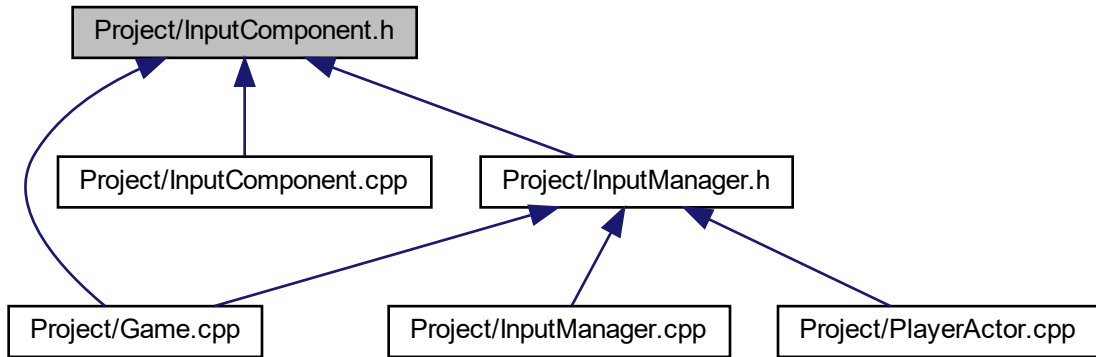 Project/InputComponent.h
Project/InputComponent.cpp
Project/InputManager.h
Project/Game.cpp
Project/InputManager.cpp
Project/PlayerActor.cpp